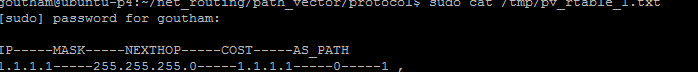 goutham@ubuntu-p4:~/net_routing/path_vector/protocol$ sudo cat /tmp/pv_rtable_1.txt
[sudo] password for goutham:
IP-----MASK-----NEXTHOP-----COST-----AS_PATH
1.1.1.1-----255.255.255.0-----1.1.1.1-----0-----1 ,